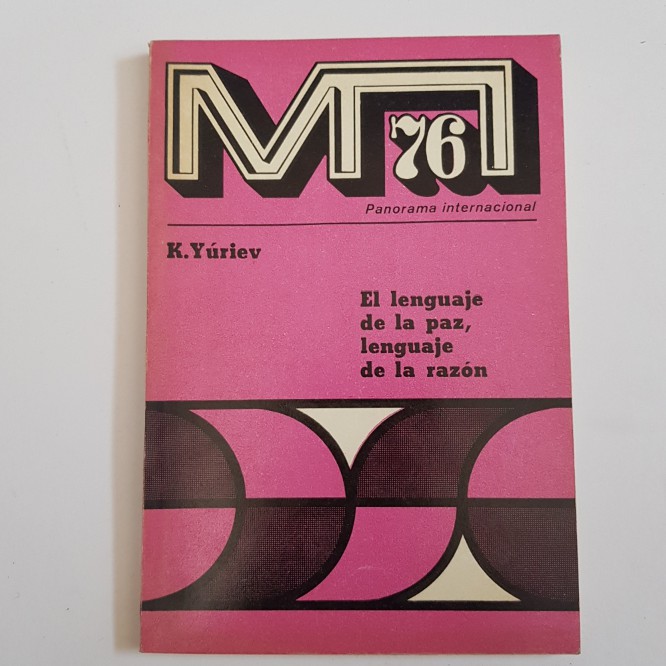 МП 76
Panorama internacional
K.Yúriev
El lenguaje
de la paz,
lenguaje
de la razón